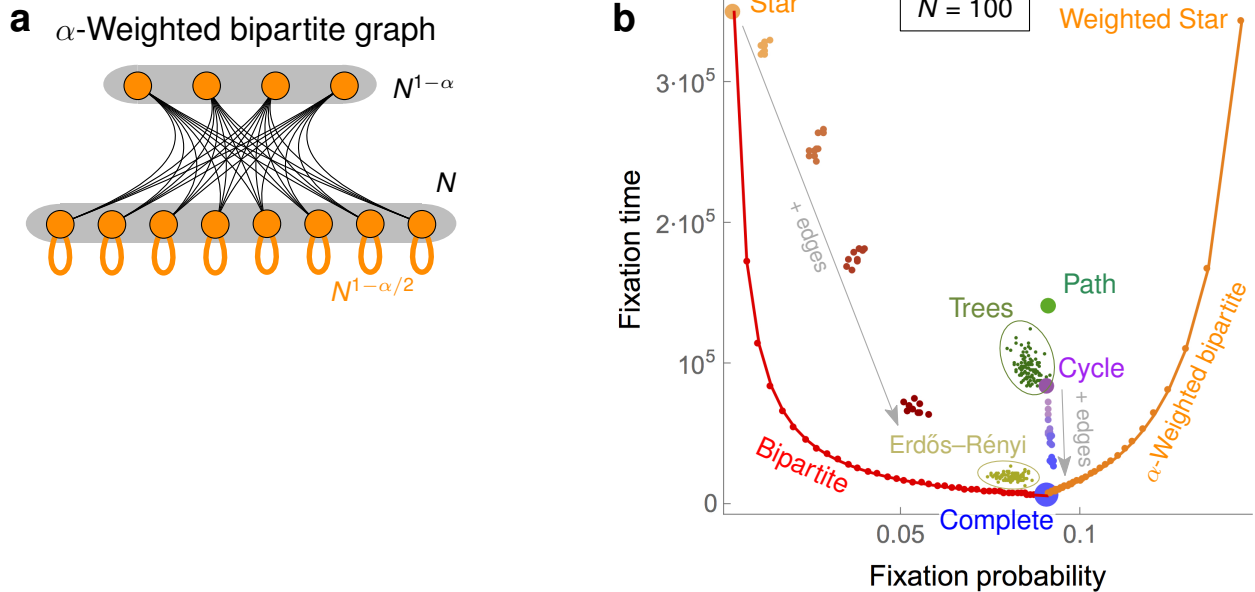 a
α-Weighted bipartite graph
N^{1−α}
N
N^{1−α/2}
b
Star
N = 100
Weighted Star
3·10^5
2·10^5
10^5
0
Fixation time
+ edges
Path
Trees
Cycle
+ edges
Erdős–Rényi
Bipartite
Complete
α-Weighted bipartite
0.05
0.1
Fixation probability